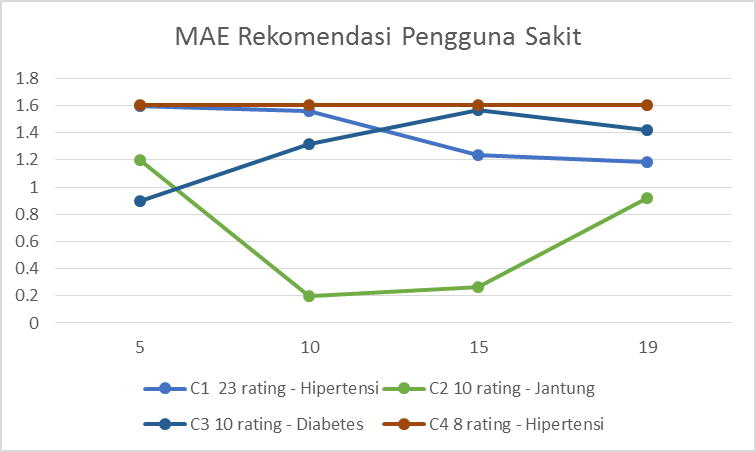 MAE Rekomendasi Pengguna Sakit
1.8
1.6
1.4
1.2
1
0.8
0.6
0.4
0.2
0
5 10 15 19
C1  23 rating - Hipertensi C2 10 rating - Jantung
C3 10 rating - Diabetes C4 8 rating - Hipertensi